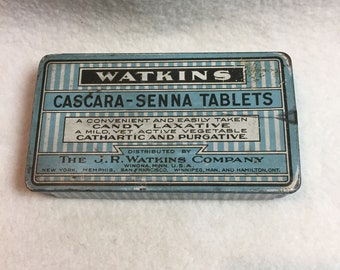 WATKINS
CASCARA-SENNA TABLETS
A CONVENIENT AND EASILY TAKEN
CANDY LAXATIVE
A MILD, YET ACTIVE VEGETABLE
CATHARTIC AND PURGATIVE.
DISTRIBUTED BY
THE J.R. WATKINS COMPANY
WINONA, MINN. U.S.A.
NEW YORK, MEMPHIS, SAN FRANCISCO, WINNIPEG, MAN. AND HAMILTON, ONT.